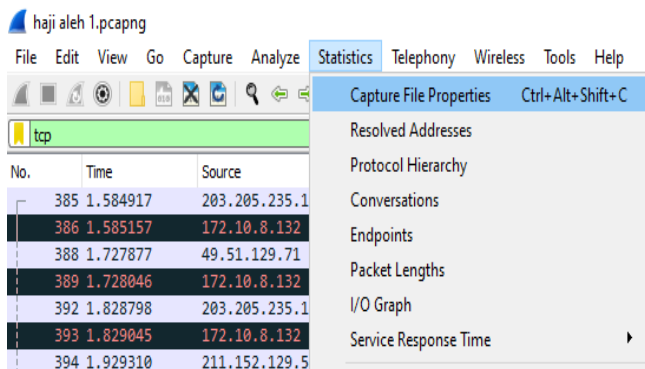 haji aleh 1.pcapng
File Edit View Go Capture Analyze Statistics Telephony Wireless Tools Help
Capture File Properties Ctrl+Alt+Shift+C
tcp
Resolved Addresses
No. Time Source
Protocol Hierarchy
385 1.584917 203.205.235.1
Conversations
386 1.585157 172.10.8.132
Endpoints
388 1.727877 49.51.129.71
Packet Lengths
389 1.728046 172.10.8.132
392 1.828798 203.205.235.1
I/O Graph
393 1.829045 172.10.8.132
Service Response Time
394 1.929310 211.152.129.5